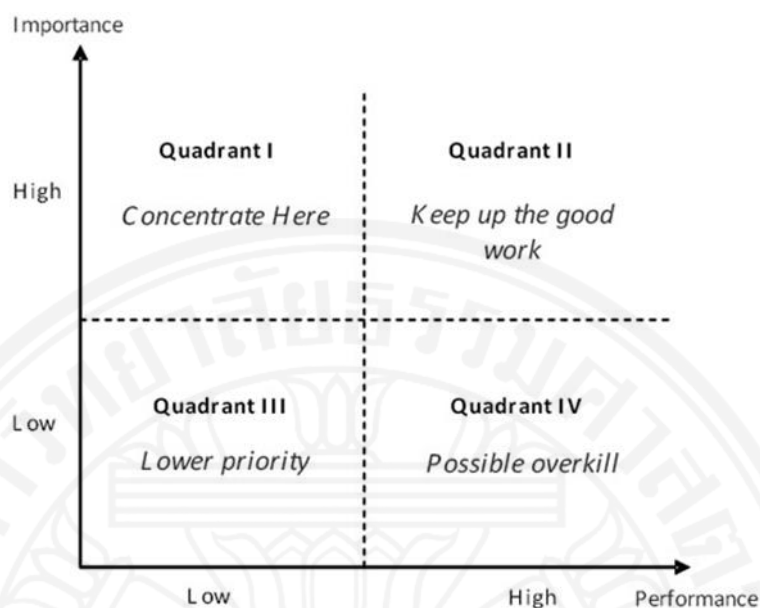 Importance
Quadrant I
Quadrant II
High
Concentrate Here
Keep up the good
work
Quadrant III
Quadrant IV
Low
Lower priority
Possible overkill
Low
High
Performance